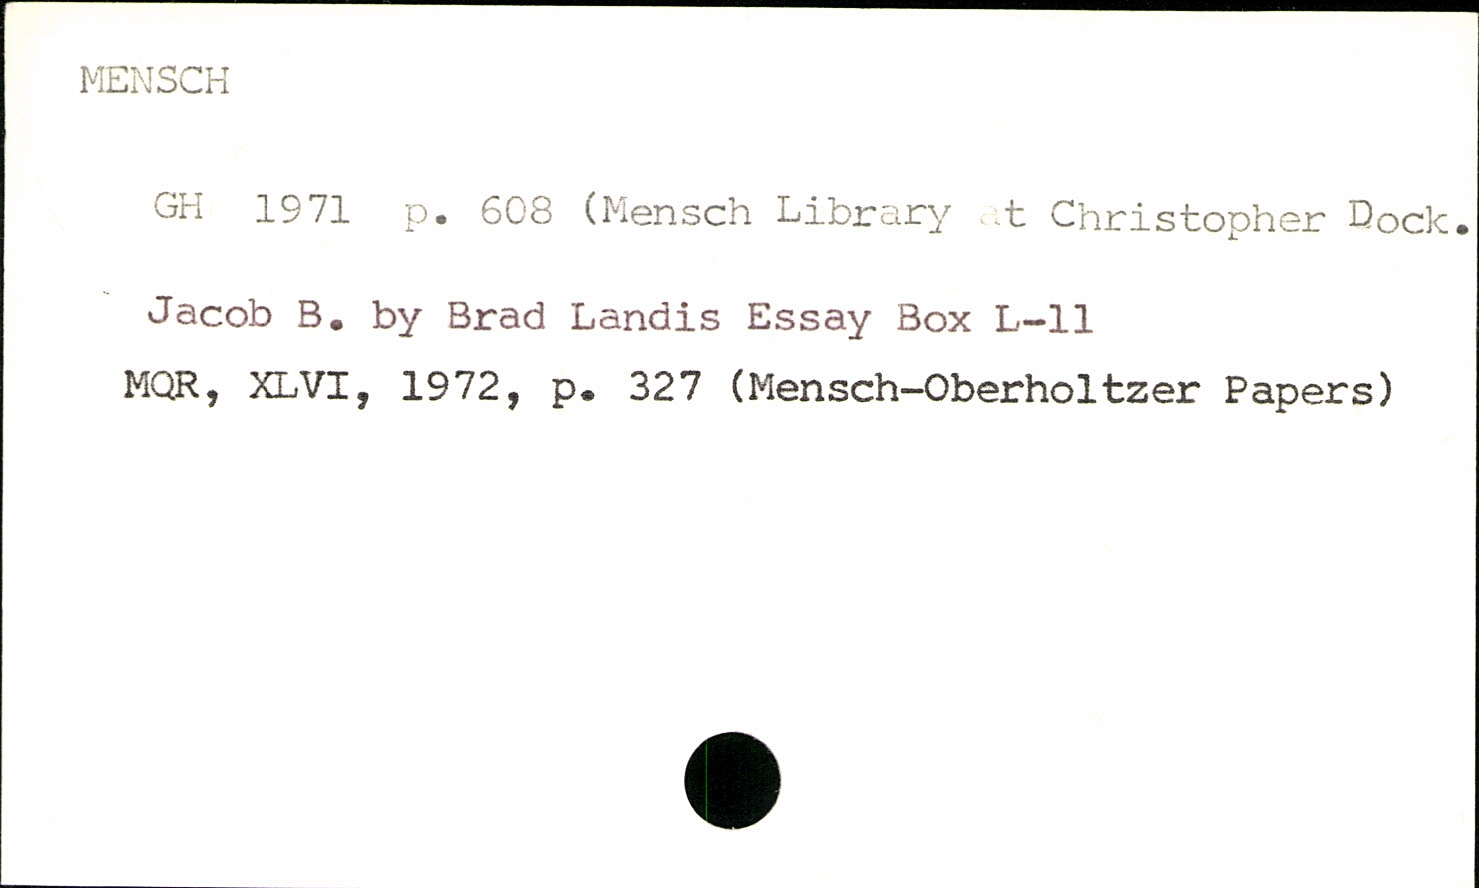 MENSCH
GH 1971 p. 608 (Mensch Library at Christopher Dock.
Jacob B. by Brad Landis Essay Box L-11
MQR, XLVI, 1972, p. 327 (Mensch-Oberholtzer Papers)